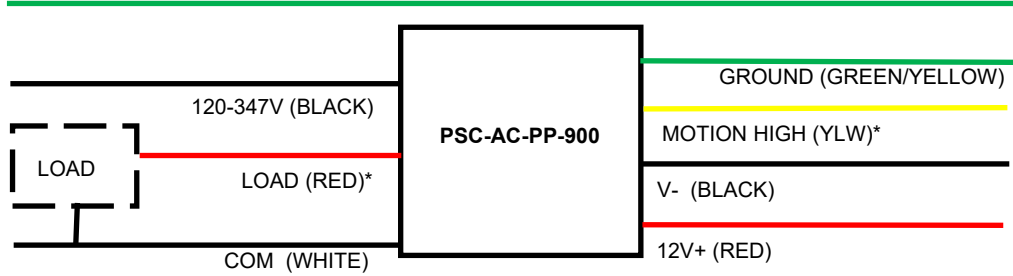 GROUND (GREEN/YELLOW)
120-347V (BLACK)
PSC-AC-PP-900
MOTION HIGH (YLW)*
LOAD
LOAD (RED)*
V- (BLACK)
COM (WHITE)
12V+ (RED)